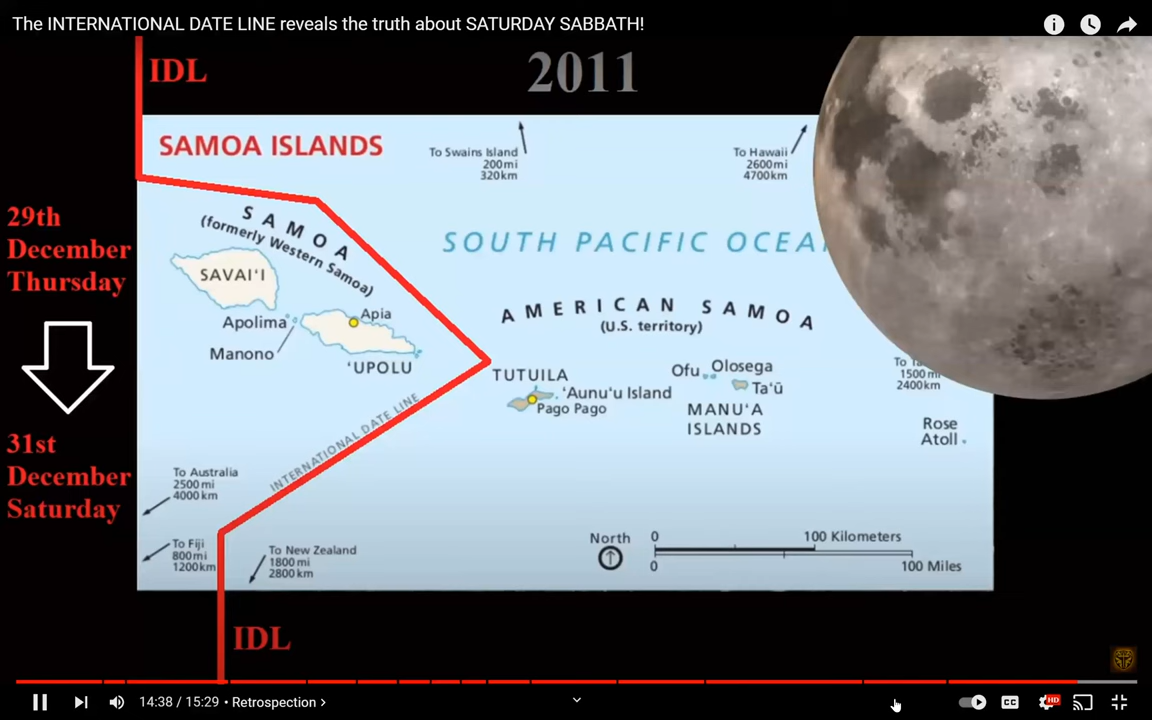 The INTERNATIONAL DATE LINE reveals the truth about SATURDAY SABBATH!
IDL
2011
SAMOA ISLANDS
To Swains Island
200mi
320km
To Hawaii
2600mi
4700km
29th
December
Thursday
SAMOA
(formerly Western Samoa)
SOUTH PACIFIC OCEA
SAVAI'I
AMERICAN SAMOA
(U.S. territory)
Apolima
Apia
Manono
'UPOLU
TUTUILA
'Aunu'u Island
Pago Pago
Ofu
Olosega
Ta'ū
MANU'A
ISLANDS
To
1500mi
2400km
Rose
Atoll
INTERNATIONAL DATE LINE
31st
December
Saturday
To Australia
2500mi
4000km
To Fiji
800mi
1200km
To New Zealand
1800mi
2800km
North
0
100 Kilometers
0
100 Miles
IDL
14:38 / 15:29 • Retrospection >
CC
HD